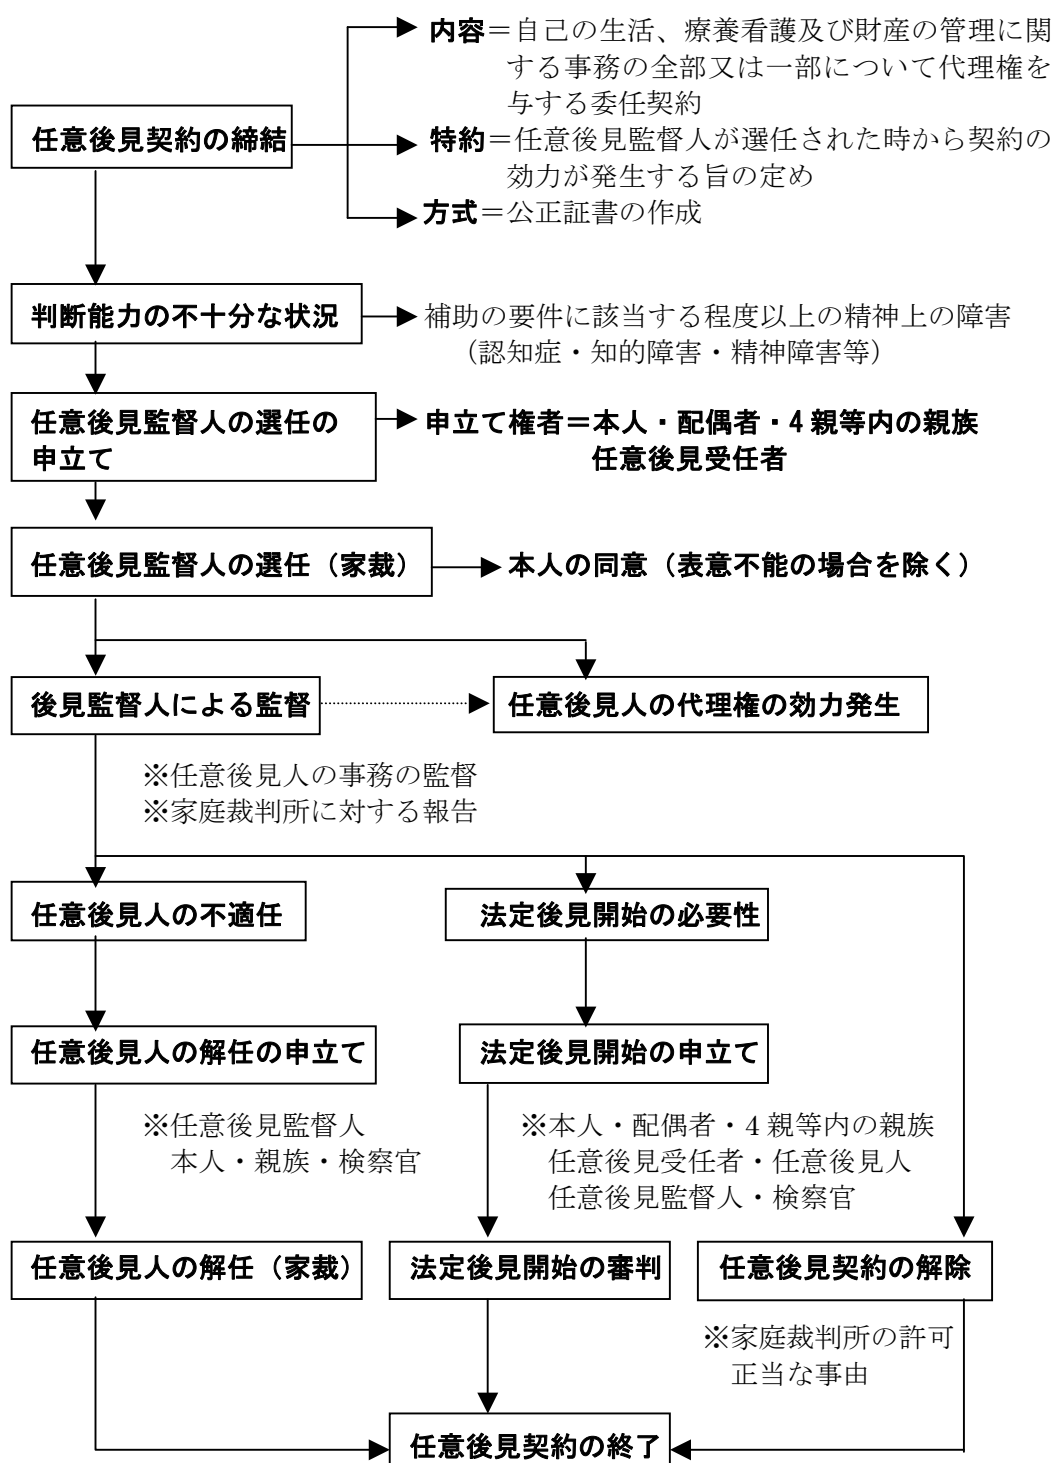 内容＝自己の生活、療養看護及び財産の管理に関
する事務の全部又は一部について代理権を
与する委任契約
任意後見契約の締結
特約＝任意後見監督人が選任された時から契約の
効力が発生する旨の定め
方式＝公正証書の作成
判断能力の不十分な状況
補助の要件に該当する程度以上の精神上の障害
（認知症・知的障害・精神障害等）
任意後見監督人の選任の
申立て
申立て権者＝本人・配偶者・4 親等内の親族
任意後見受任者
任意後見監督人の選任（家裁）
本人の同意（表意不能の場合を除く）
後見監督人による監督
任意後見人の代理権の効力発生
※任意後見人の事務の監督
※家庭裁判所に対する報告
任意後見人の不適任
法定後見開始の必要性
任意後見人の解任の申立て
法定後見開始の申立て
※任意後見監督人
本人・親族・検察官
※本人・配偶者・4 親等内の親族
任意後見受任者・任意後見人
任意後見監督人・検察官
任意後見人の解任（家裁）
法定後見開始の審判
任意後見契約の解除
※家庭裁判所の許可
正当な事由
任意後見契約の終了